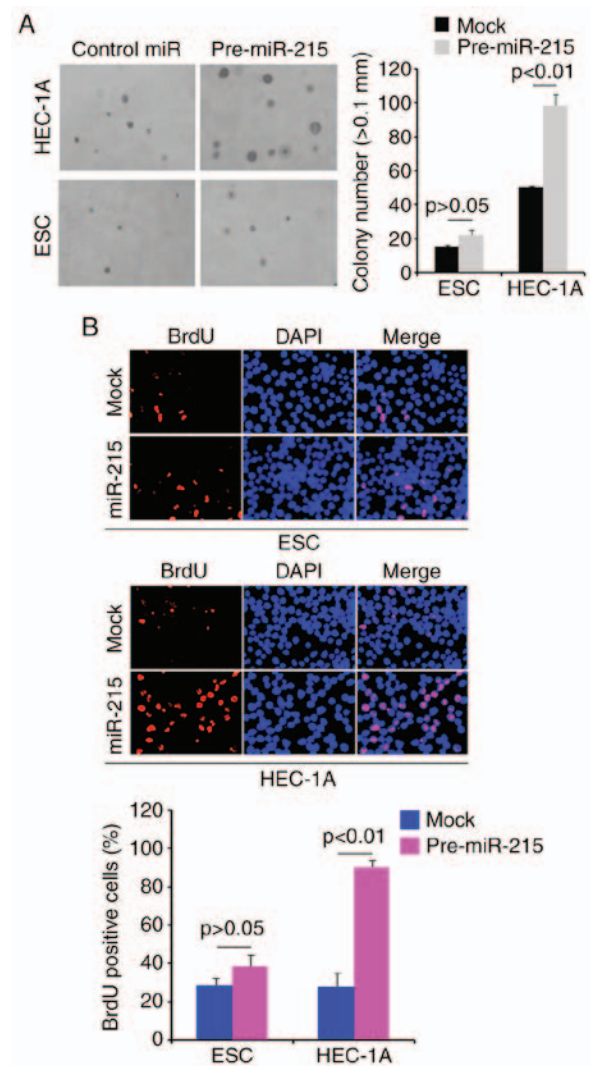 A
Control miR
Pre-miR-215
HEC-1A
ESC
Mock
Pre-miR-215
Colony number (>0.1 mm)
120
100
80
60
40
20
0
p>0.05
p<0.01
ESC
HEC-1A
B
BrdU
DAPI
Merge
Mock
miR-215
ESC
BrdU
DAPI
Merge
Mock
miR-215
HEC-1A
BrdU positive cells (%)
120
100
80
60
40
20
0
p>0.05
p<0.01
Mock
Pre-miR-215
ESC
HEC-1A